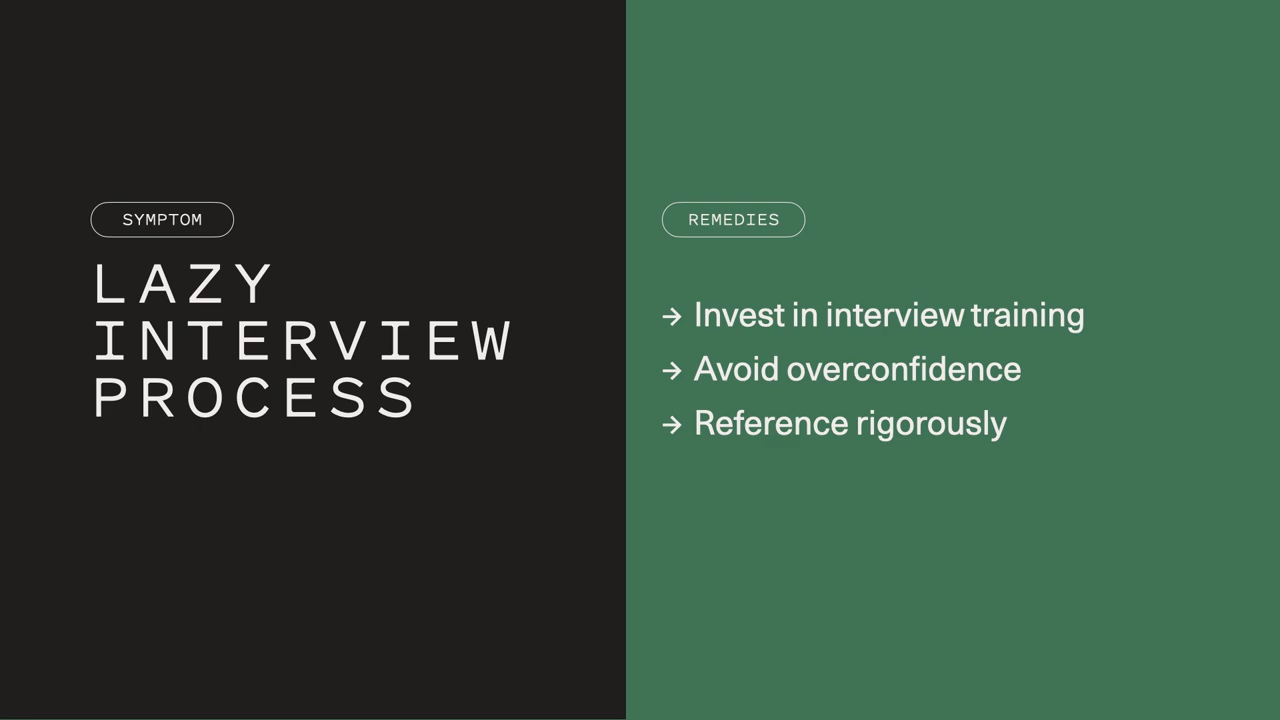 SYMPTOM
LAZY
INTERVIEW
PROCESS
REMEDIES
→ Invest in interview training
→ Avoid overconfidence
→ Reference rigorously